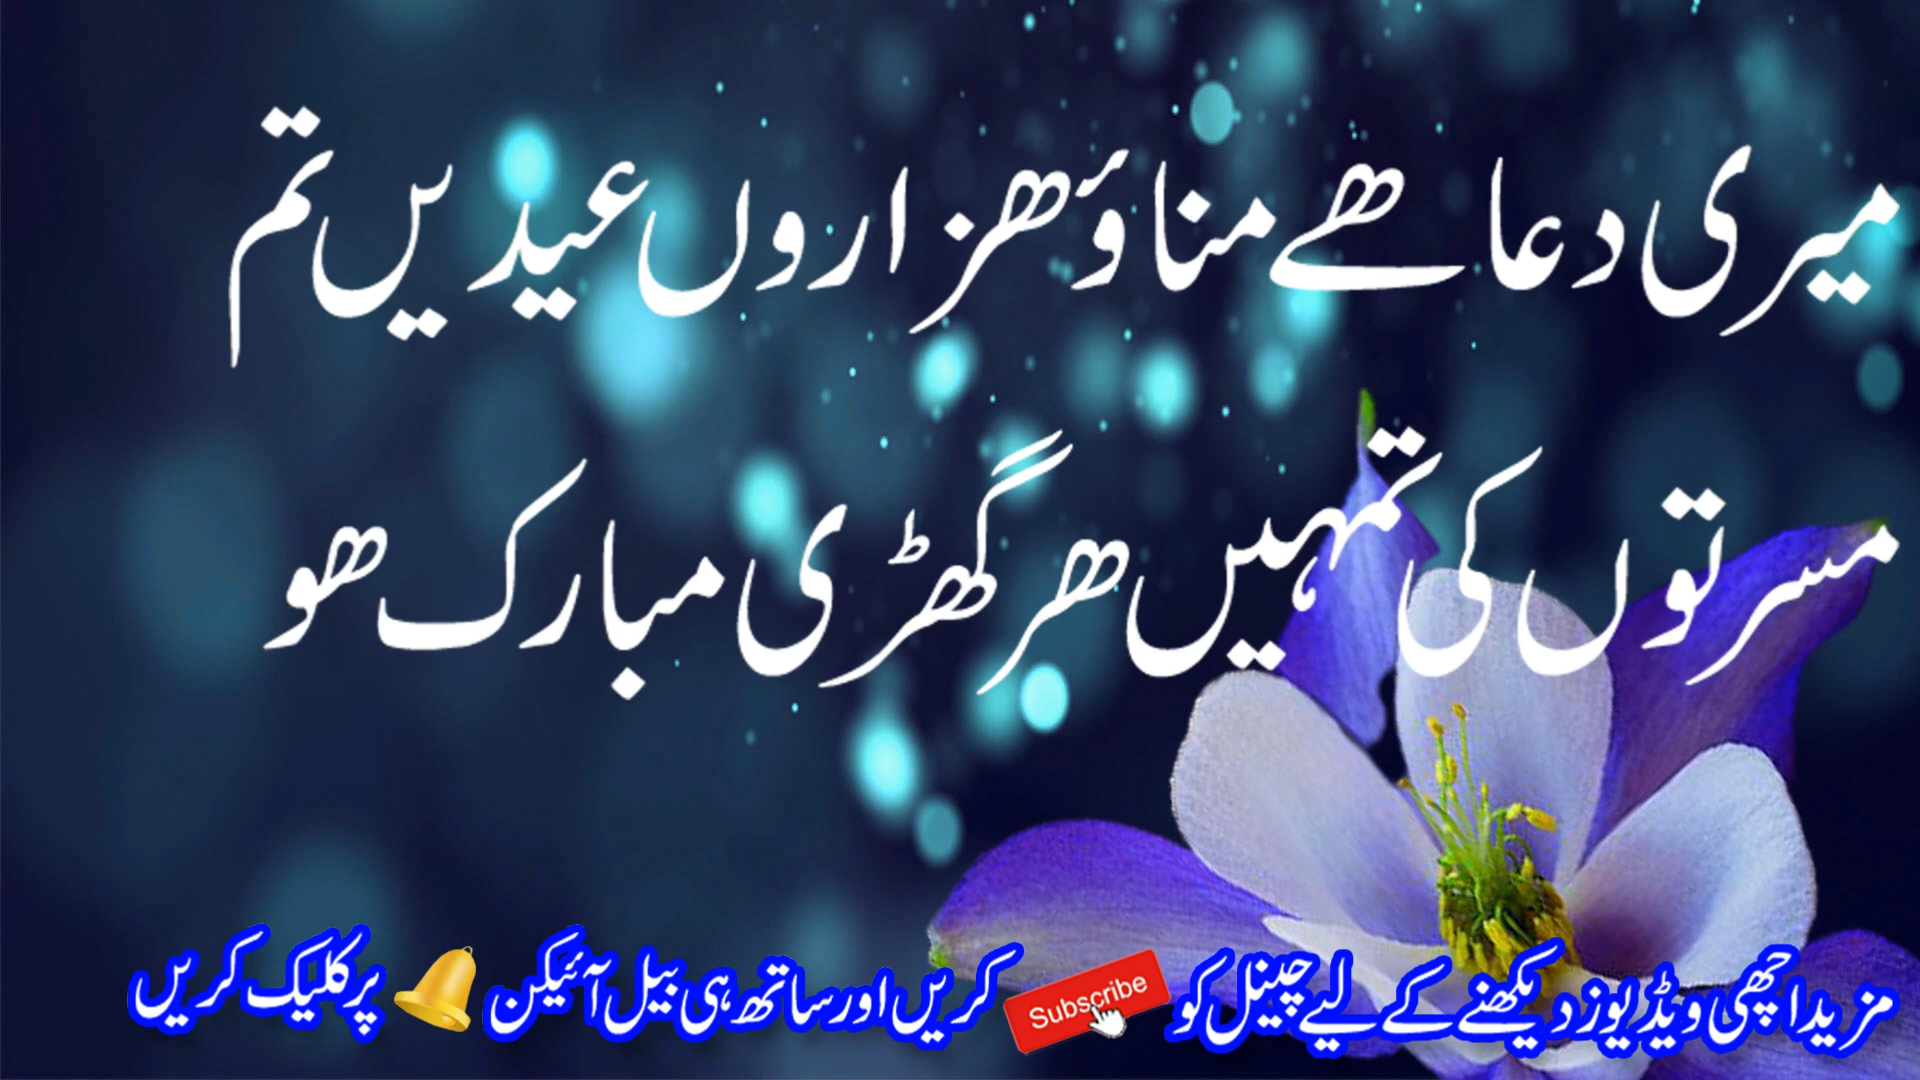 میری دعا ھے مناؤ ھزاروں عیدیں تم
مسرتوں کی تمہیں ھر گھڑی مبارک ھو
مزید اچھی ویڈیوز دیکھنے کے لیے چینل کو Subscribe کریں اور ساتھ ہی بیل آئیکن پر کلیک کریں